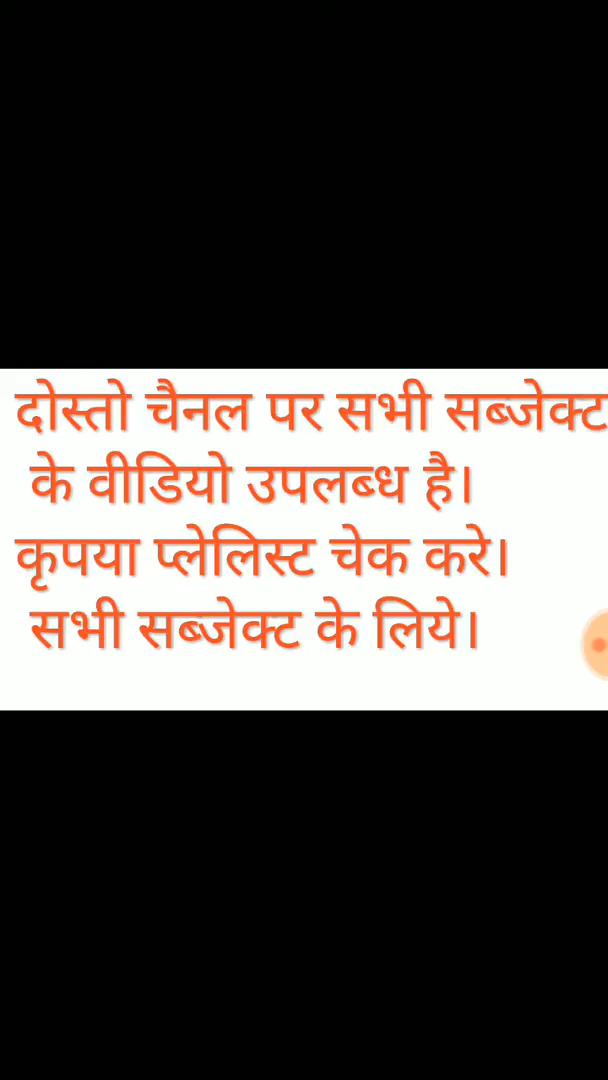 दोस्तो चैनल पर सभी सब्जेक्ट
के वीडियो उपलब्ध है।
कृपया प्लेलिस्ट चेक करे।
सभी सब्जेक्ट के लिये।